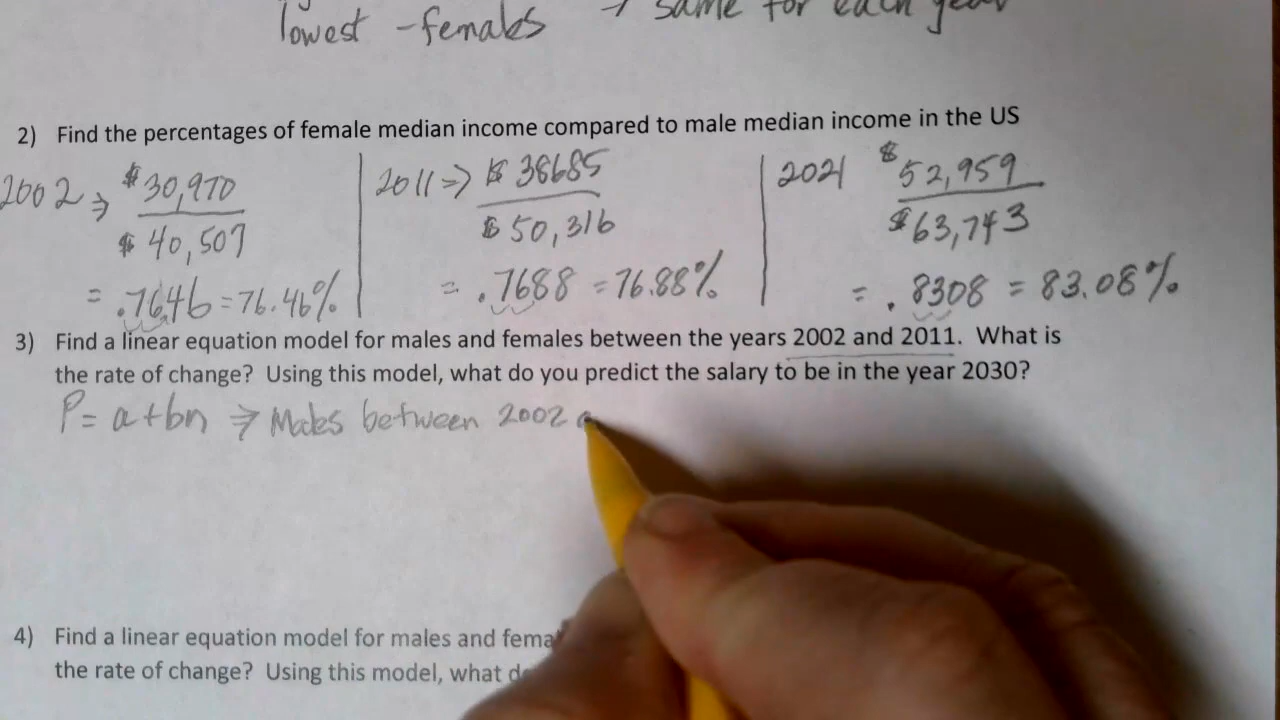 lowest - females → same for each year
2) Find the percentages of female median income compared to male median income in the US
2002 ⇒ $30,970
$40,507
= .7646 = 76.46%
2011 ⇒ $38685
$50,316
= .7688 = 76.88%
2021 $52,959
$63,743
= .8308 = 83.08%
3) Find a linear equation model for males and females between the years 2002 and 2011. What is
the rate of change? Using this model, what do you predict the salary to be in the year 2030?
P = a + bn ⇒ Males between 2002
4) Find a linear equation model for males and fema
the rate of change? Using this model, what d